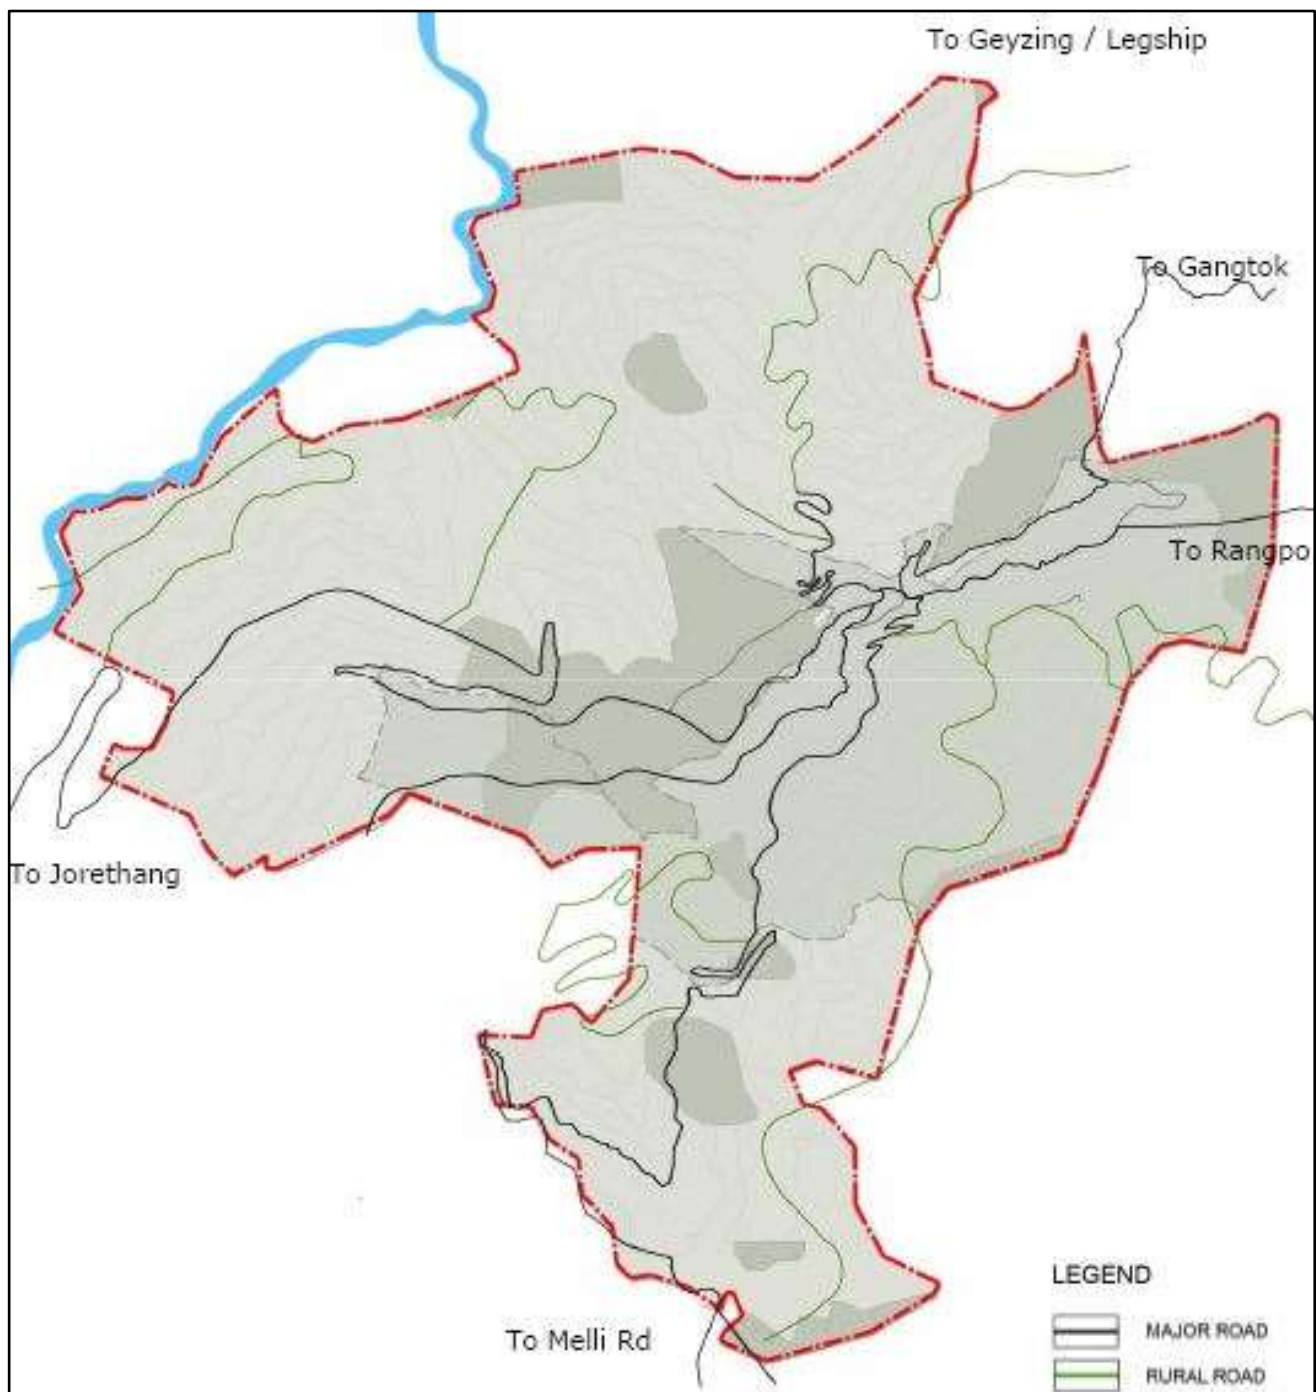 To Geyzing / Legship
To Gangtok
To Rangpo
To Jorethang
To Melli Rd
LEGEND
MAJOR ROAD
RURAL ROAD